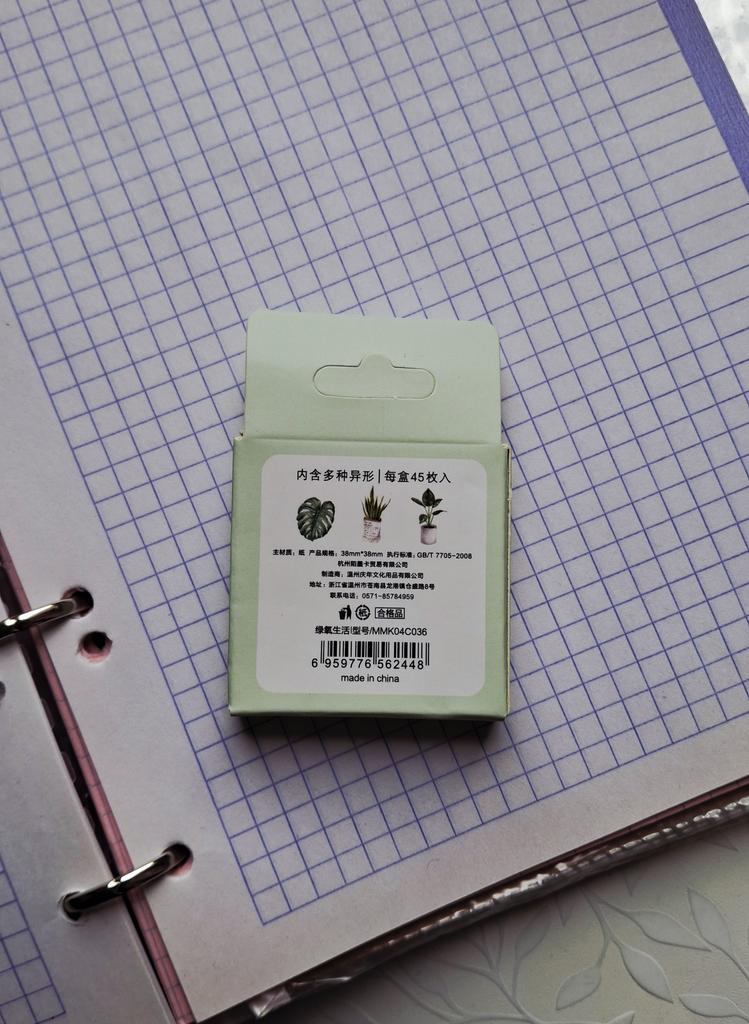 内含多种异形|每盒45枚入
主材质：纸 产品规格：38mm*38mm 执行标准：GB/T 7705-2008
杭州陌墨卡贸易有限公司
制造商：温州庆年文化用品有限公司
地址：浙江省温州市苍南县龙港镇仓盛路8号
联系电话：0571-85784959
纸 合格品
绿氧生活|型号/MMK04C036
6 959776 562448
made in china